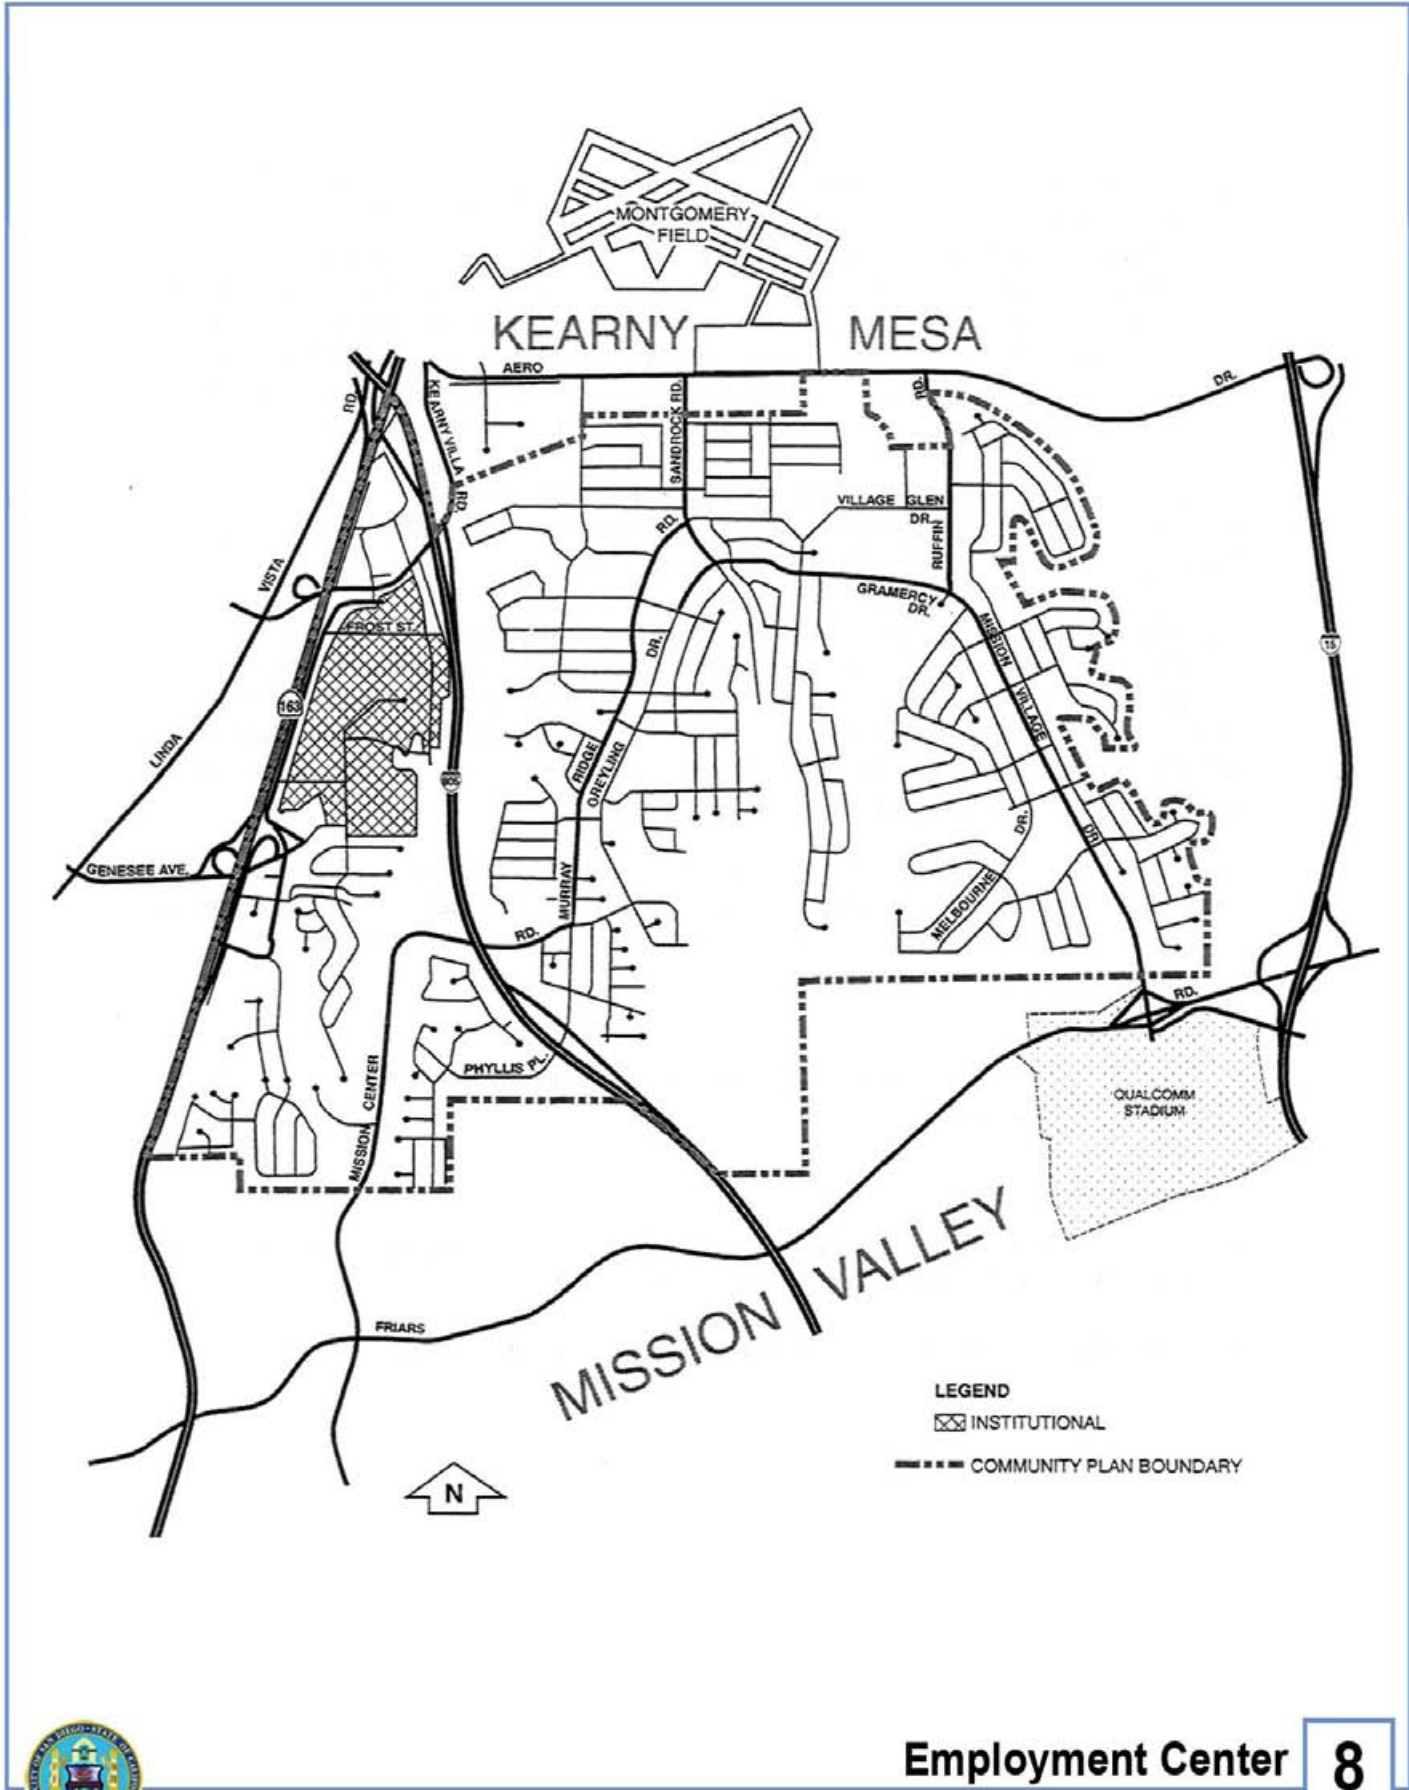 MONTGOMERY
FIELD
KEARNY MESA
AERO
DR.
RD.
RD.
KEARNY VILLA
RD.
SANDROCK RD.
VILLAGE GLEN
DR.
RUFFIN
RD.
VISTA
GRAMERCY
DR.
FROST ST.
DR.
MISSION
15
163
VILLAGE
LINDA
RIDGE
GREYLING
805
DR.
DR.
GENESEE AVE.
MURRAY
MELBOURNE
RD.
RD.
PHYLLIS PL.
CENTER
MISSION
QUALCOMM
STADIUM
MISSION VALLEY
FRIARS
LEGEND
INSTITUTIONAL
COMMUNITY PLAN BOUNDARY
N
Employment Center 8